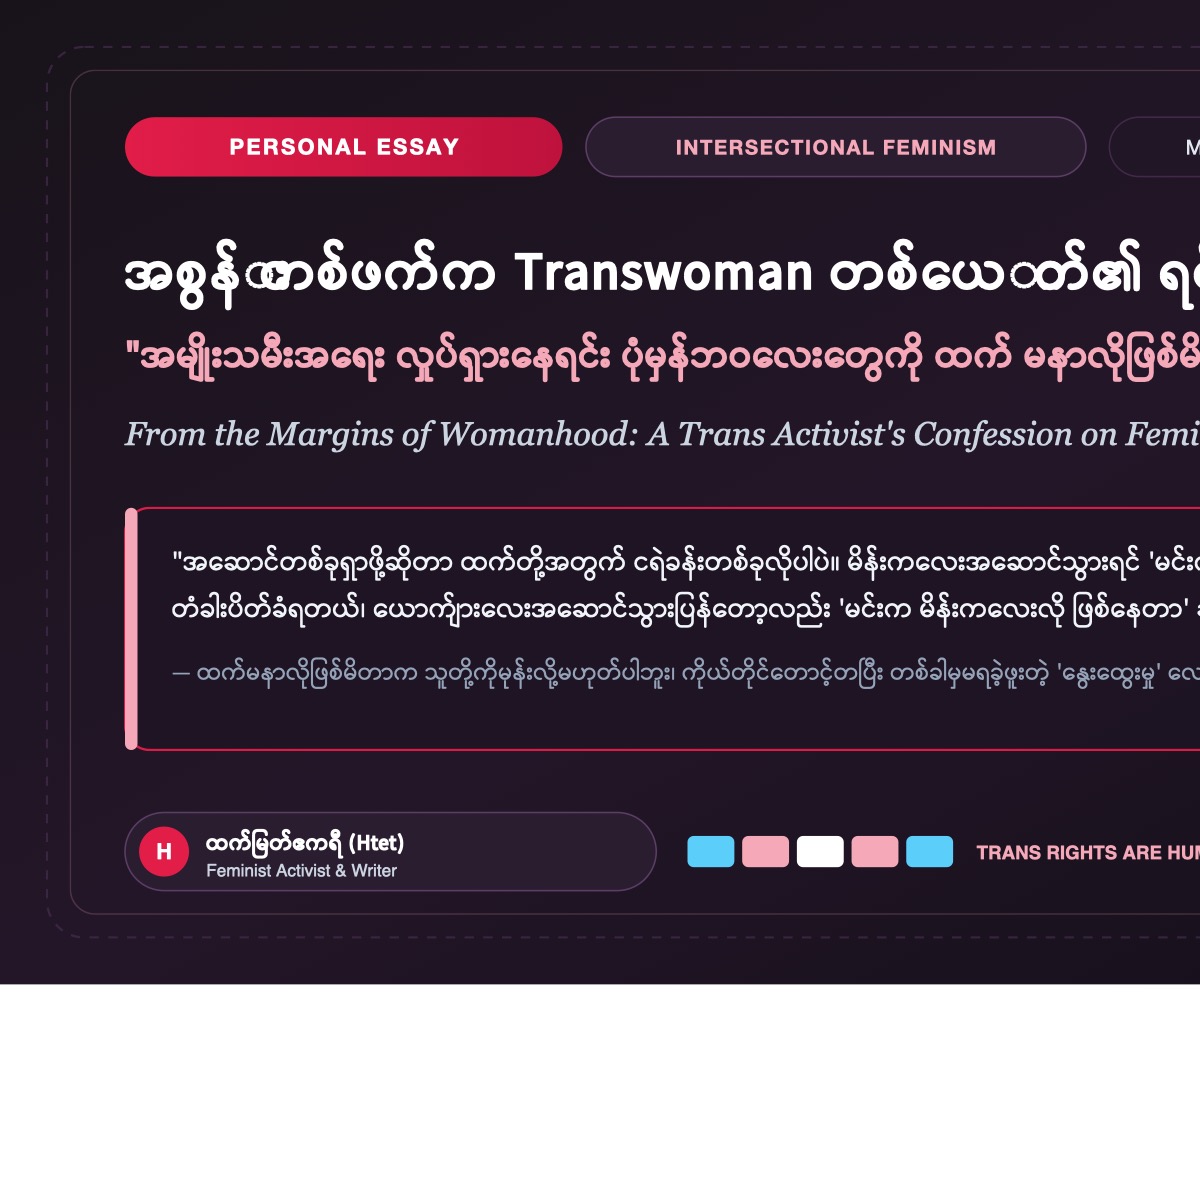 PERSONAL ESSAY
INTERSECTIONAL FEMINISM
M
တစ်ဖက်က Transwoman
"အမျိုးသမီးအရေး လှုပ်ရှားနေရင်း ပုံမှန်ဘဝလေးတွေကို ထက် မနာလိုဖြစ်မိ
From the Margins of Womanhood: A Trans Activist's Confession on Femi
"အဆောင်တစ်ခုရှာဖို့ဆိုတာ ထက်တို့အတွက် ငရဲခန်းတစ်ခုလိုပါပဲ။ မိန်းကလေးအဆောင်သွားရင် 'မင်း
တံခါးပိတ်ခံရတယ်၊ ယောက်ျားလေးအဆောင်သွားပြန်တော့လည်း 'မင်းက မိန်းကလေးလို ဖြစ်နေတာ'
— ထက်မနာလိုဖြစ်မိတာက သူတို့ကိုမုန်းလို့မဟုတ်ပါဘူး၊ ကိုယ်တိုင်တောင့်တပြီး တစ်ခါမှမရခဲ့ဖူးတဲ့ 'နွေးထွေးမှု'
H
ထက်မြတ်ဧကရီ (Htet)
Feminist Activist & Writer
TRANS RIGHTS ARE HUM